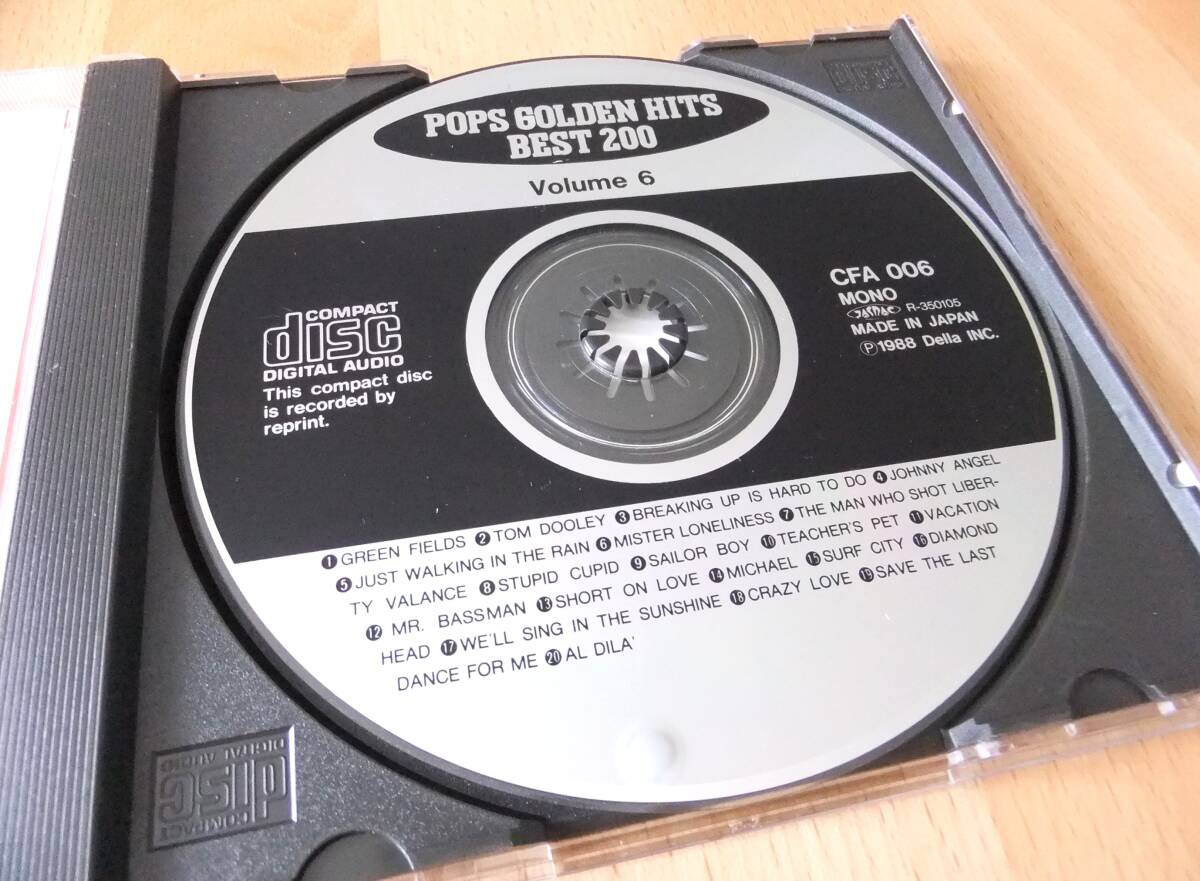 POPS GOLDEN HITS
BEST 200
Volume 6
COMPACT
disc
DIGITAL AUDIO
This compact disc
is recorded by
reprint.
CFA 006
MONO
JASRAC R-350105
MADE IN JAPAN
Ⓟ1988 Della INC.
❶GREEN FIELDS ❷TOM DOOLEY ❸BREAKING UP IS HARD TO DO ❹JOHNNY ANGEL
❺JUST WALKING IN THE RAIN ❻MISTER LONELINESS ❼THE MAN WHO SHOT LIBER-
TY VALANCE ❽STUPID CUPID ❾SAILOR BOY ❿TEACHER'S PET ⓫VACATION
⓬MR. BASSMAN ⓭SHORT ON LOVE ⓮MICHAEL ⓯SURF CITY ⓰DIAMOND
HEAD ⓱WE'LL SING IN THE SUNSHINE ⓲CRAZY LOVE ⓳SAVE THE LAST
DANCE FOR ME ⓴AL DILA'
COMPACT
disc
DIGITAL AUDIO